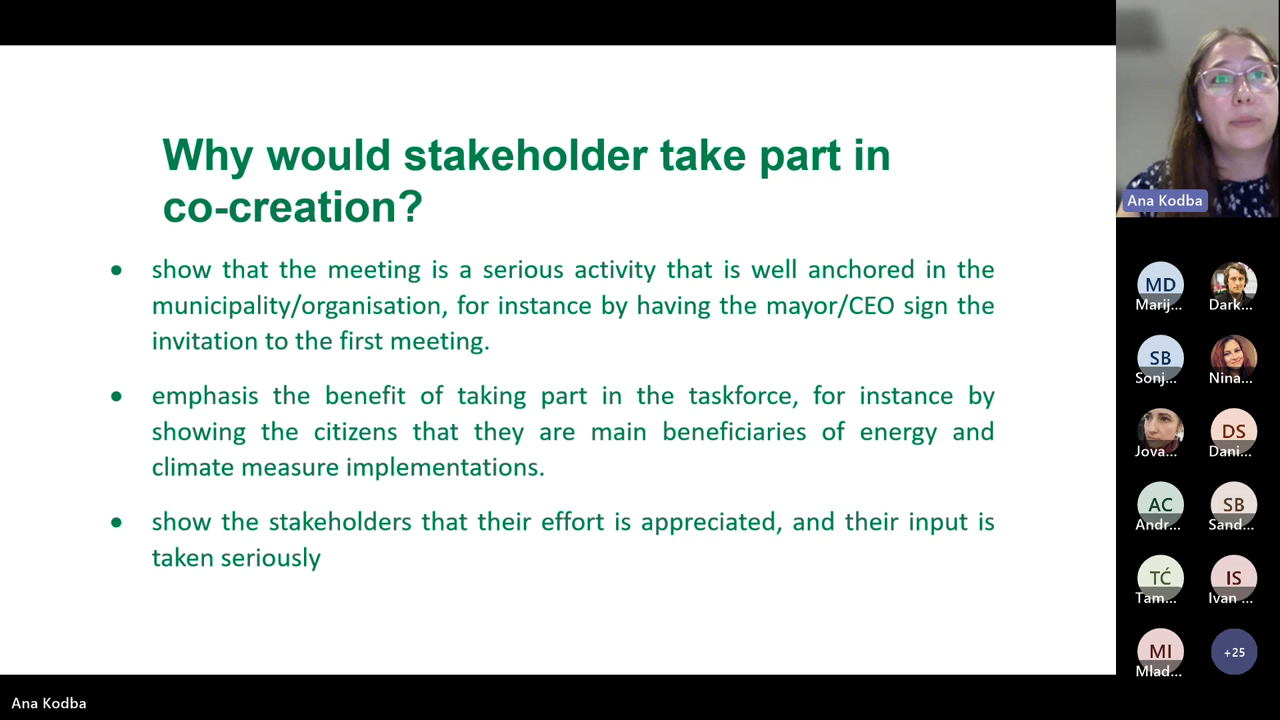 Why would stakeholder take part in
co-creation?
● show that the meeting is a serious activity that is well anchored in the
municipality/organisation, for instance by having the mayor/CEO sign the
invitation to the first meeting.
● emphasis the benefit of taking part in the taskforce, for instance by
showing the citizens that they are main beneficiaries of energy and
climate measure implementations.
● show the stakeholders that their effort is appreciated, and their input is
taken seriously
Ana Kodba
MD
Marij...
Dark...
SB
Sonj...
Nina...
Jova...
DS
Dani...
AC
Andr...
SB
Sand...
TĆ
Tam...
IS
Ivan ...
MI
Mlad...
+25
Ana Kodba